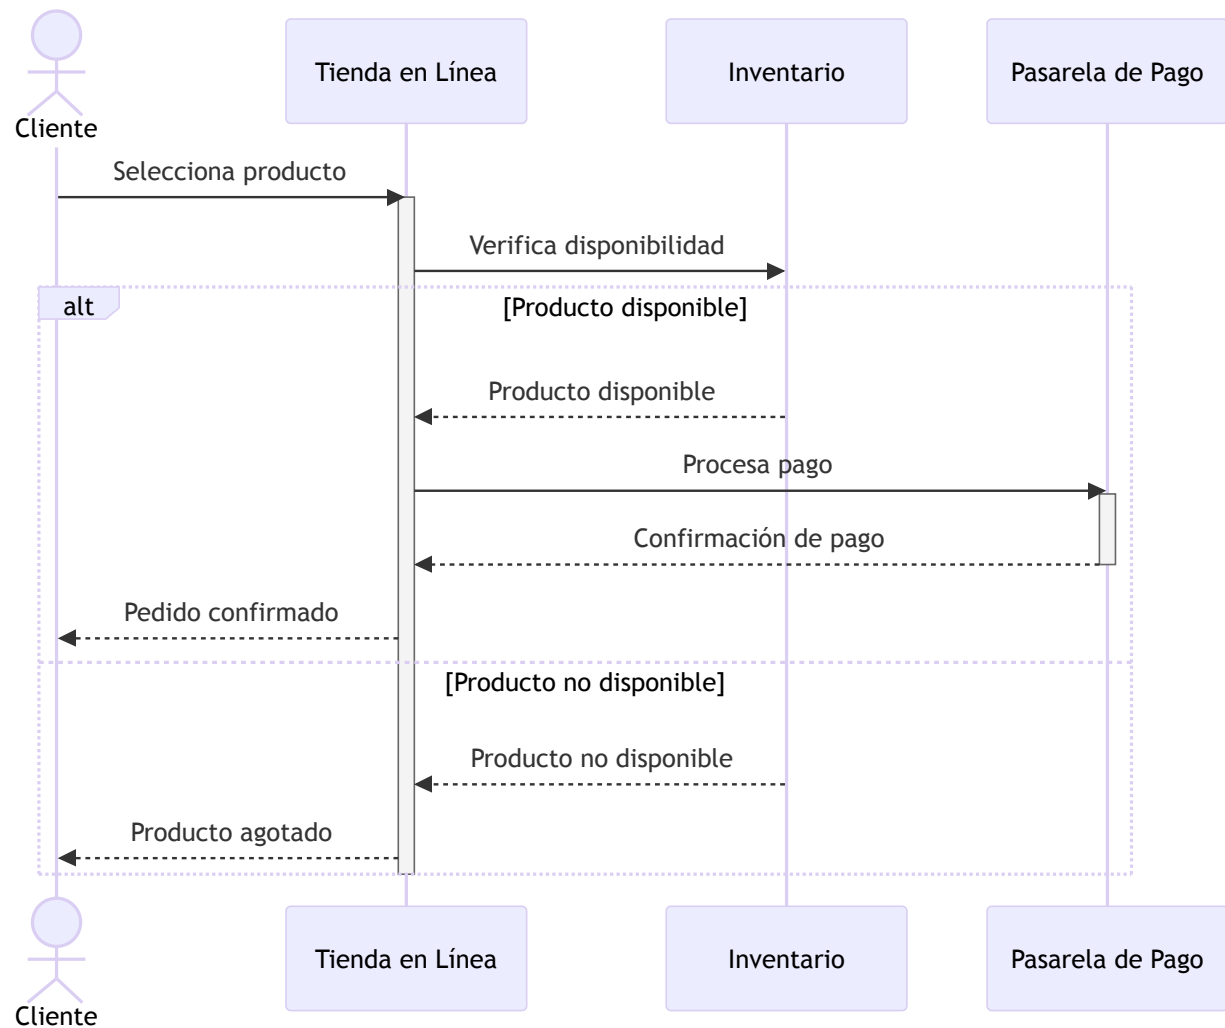 Tienda en Línea
Inventario
Pasarela de Pago
Cliente
Selecciona producto
Verifica disponibilidad
alt
[Producto disponible]
Producto disponible
Procesa pago
Confirmación de pago
Pedido confirmado
[Producto no disponible]
Producto no disponible
Producto agotado
Tienda en Línea
Inventario
Pasarela de Pago
Cliente